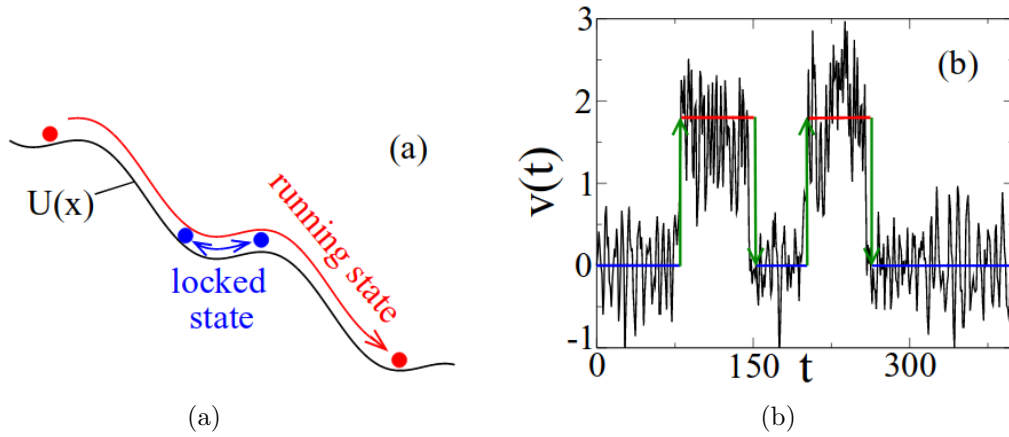 (a)
U(x)
running state
locked
state
(a)
3
2
1
0
-1
v(t)
(b)
0
150
t
300
(b)